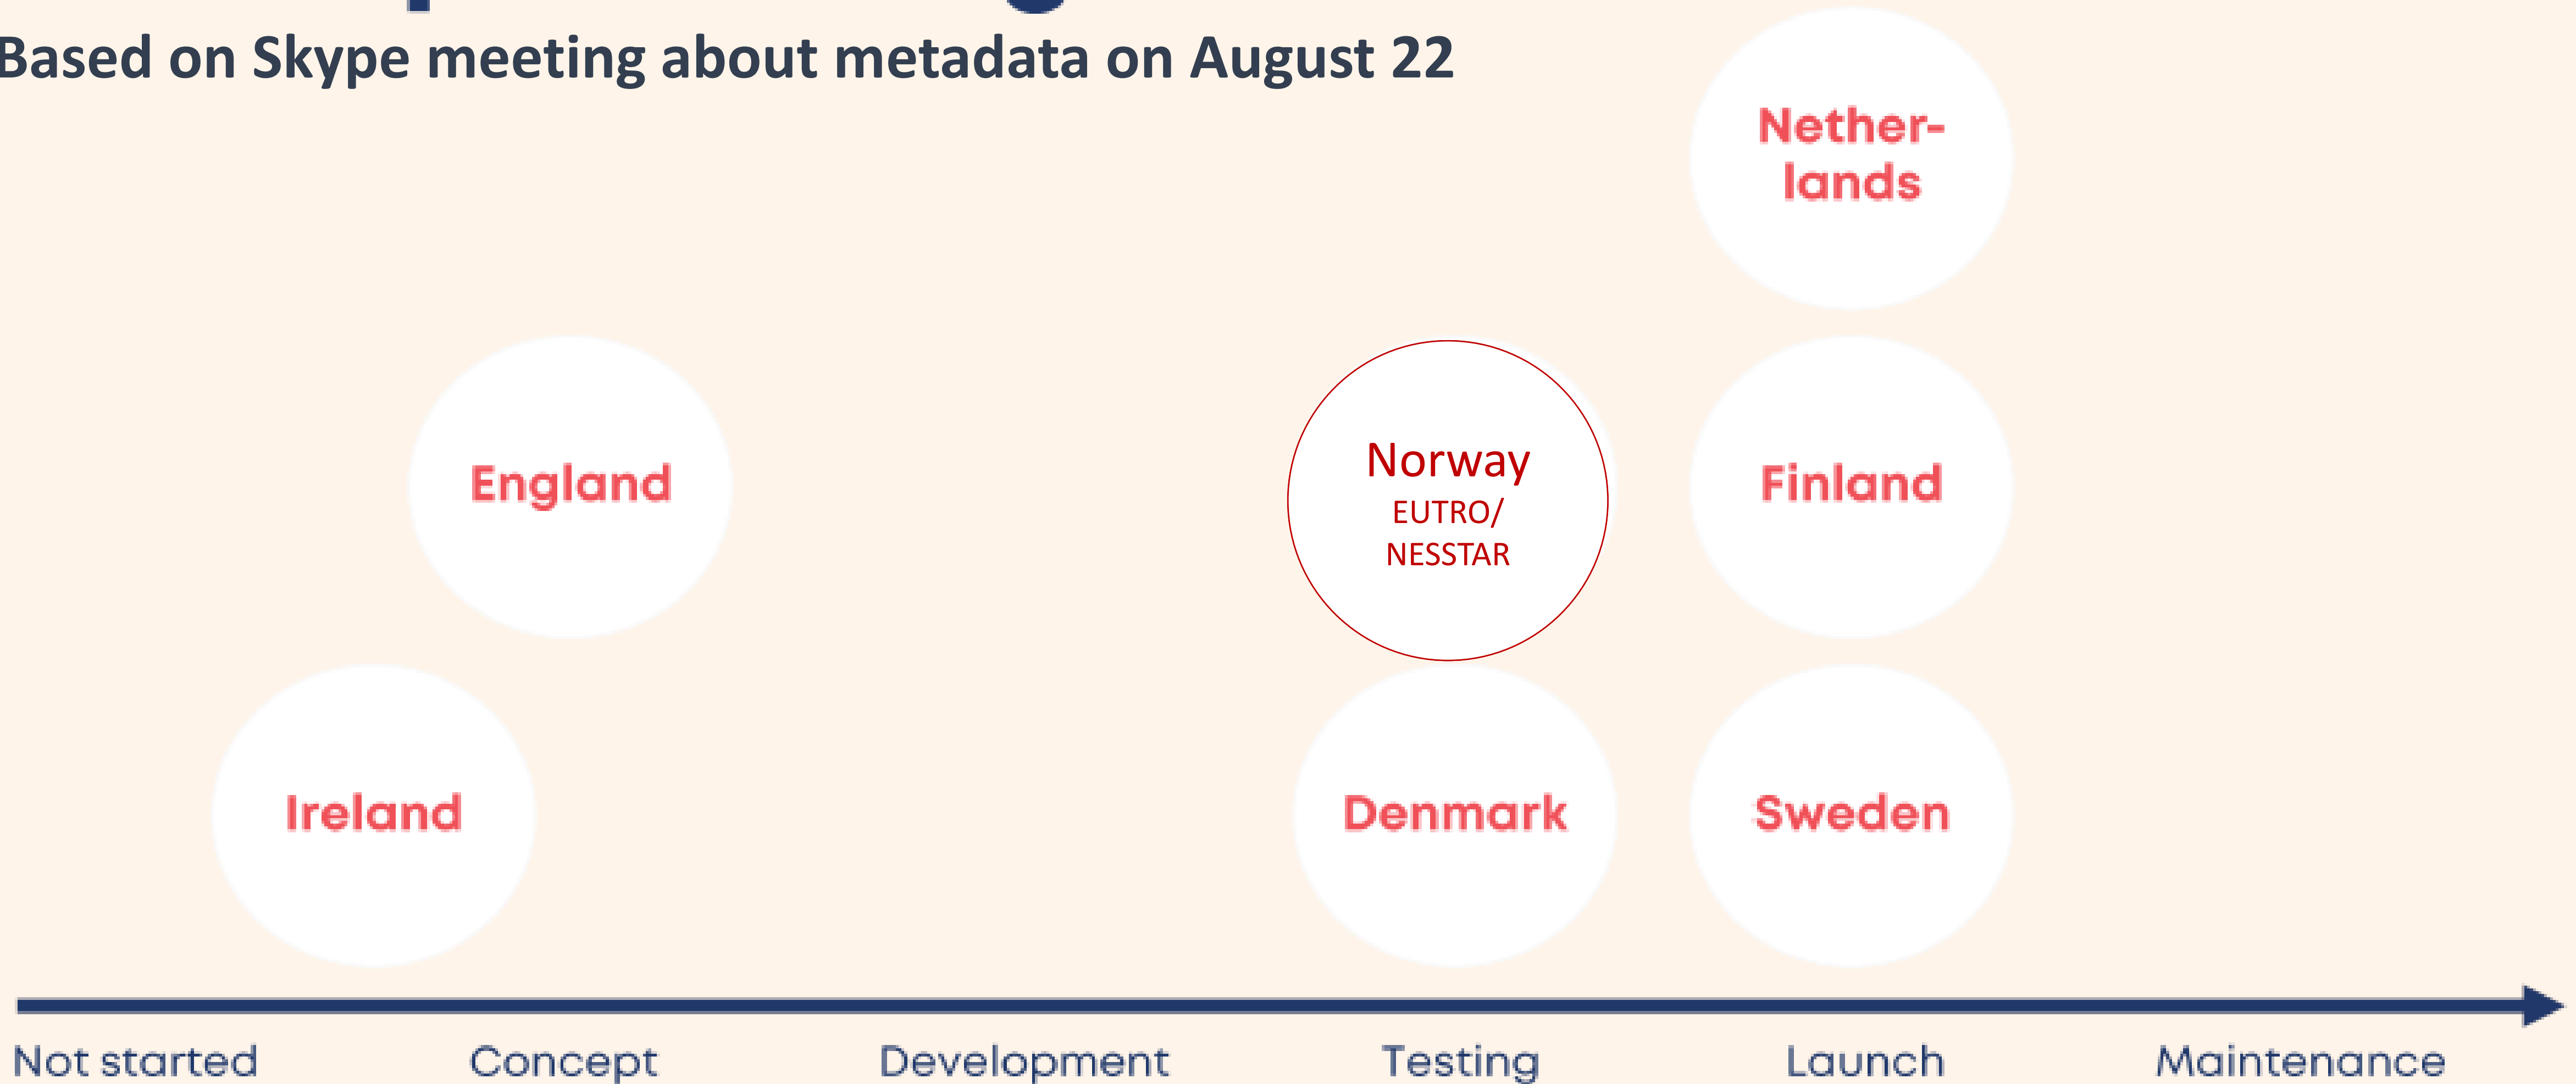 Based on Skype meeting about metadata on August 22
Nether-
lands
England
Norway
EUTRO/
NESSTAR
Finland
Ireland
Denmark
Sweden
Not started
Concept
Development
Testing
Launch
Maintenance